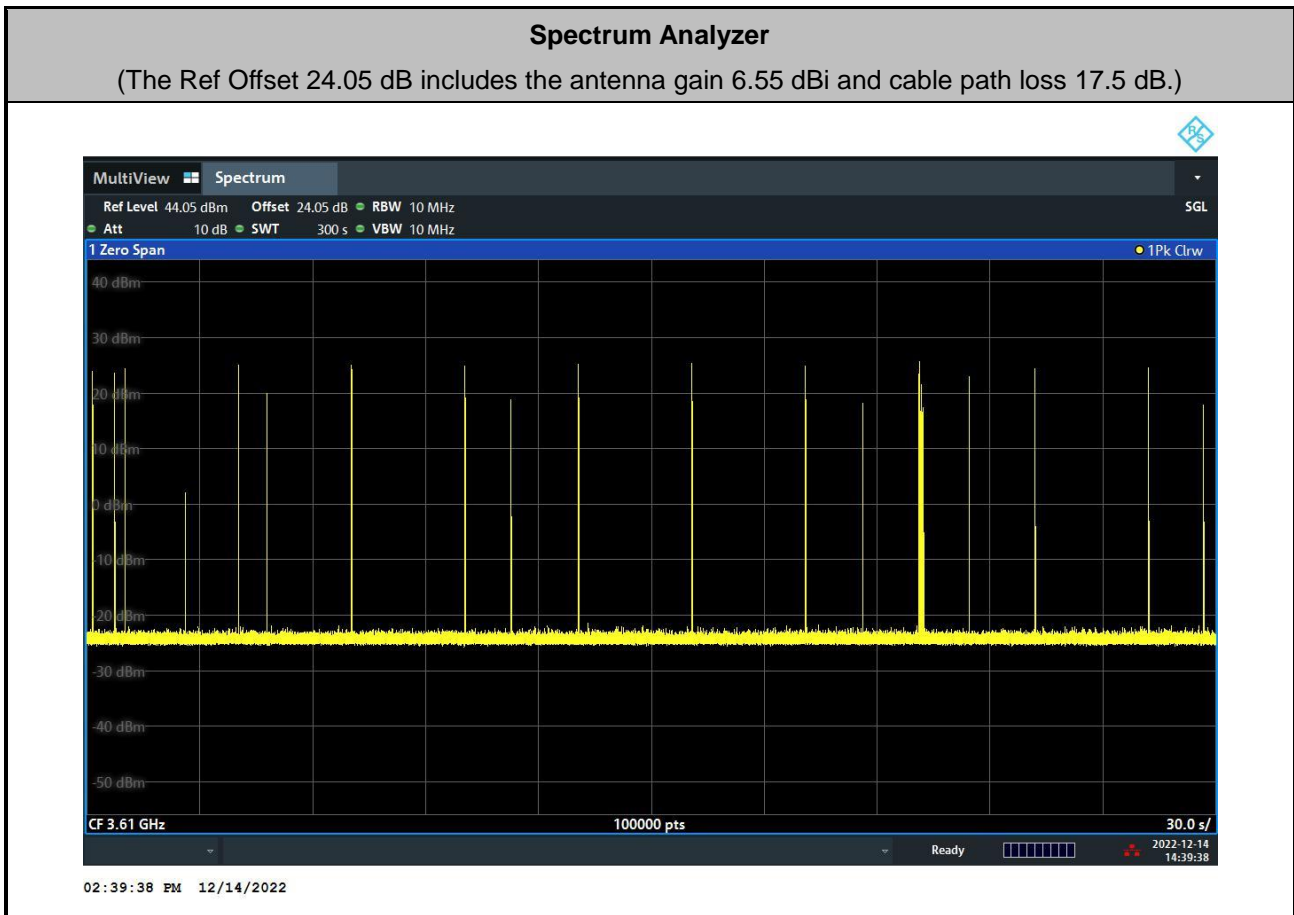 Spectrum Analyzer
(The Ref Offset 24.05 dB includes the antenna gain 6.55 dBi and cable path loss 17.5 dB.)
R S
MultiView Spectrum
Ref Level 44.05 dBm Offset 24.05 dB RBW 10 MHz SGL
Att 10 dB SWT 300 s VBW 10 MHz
1 Zero Span 1Pk Clrw
40 dBm
30 dBm
20 dBm
10 dBm
0 dBm
-10 dBm
-20 dBm
-30 dBm
-40 dBm
-50 dBm
CF 3.61 GHz 100000 pts 30.0 s/
Ready 2022-12-14
14:39:38
02:39:38 PM 12/14/2022